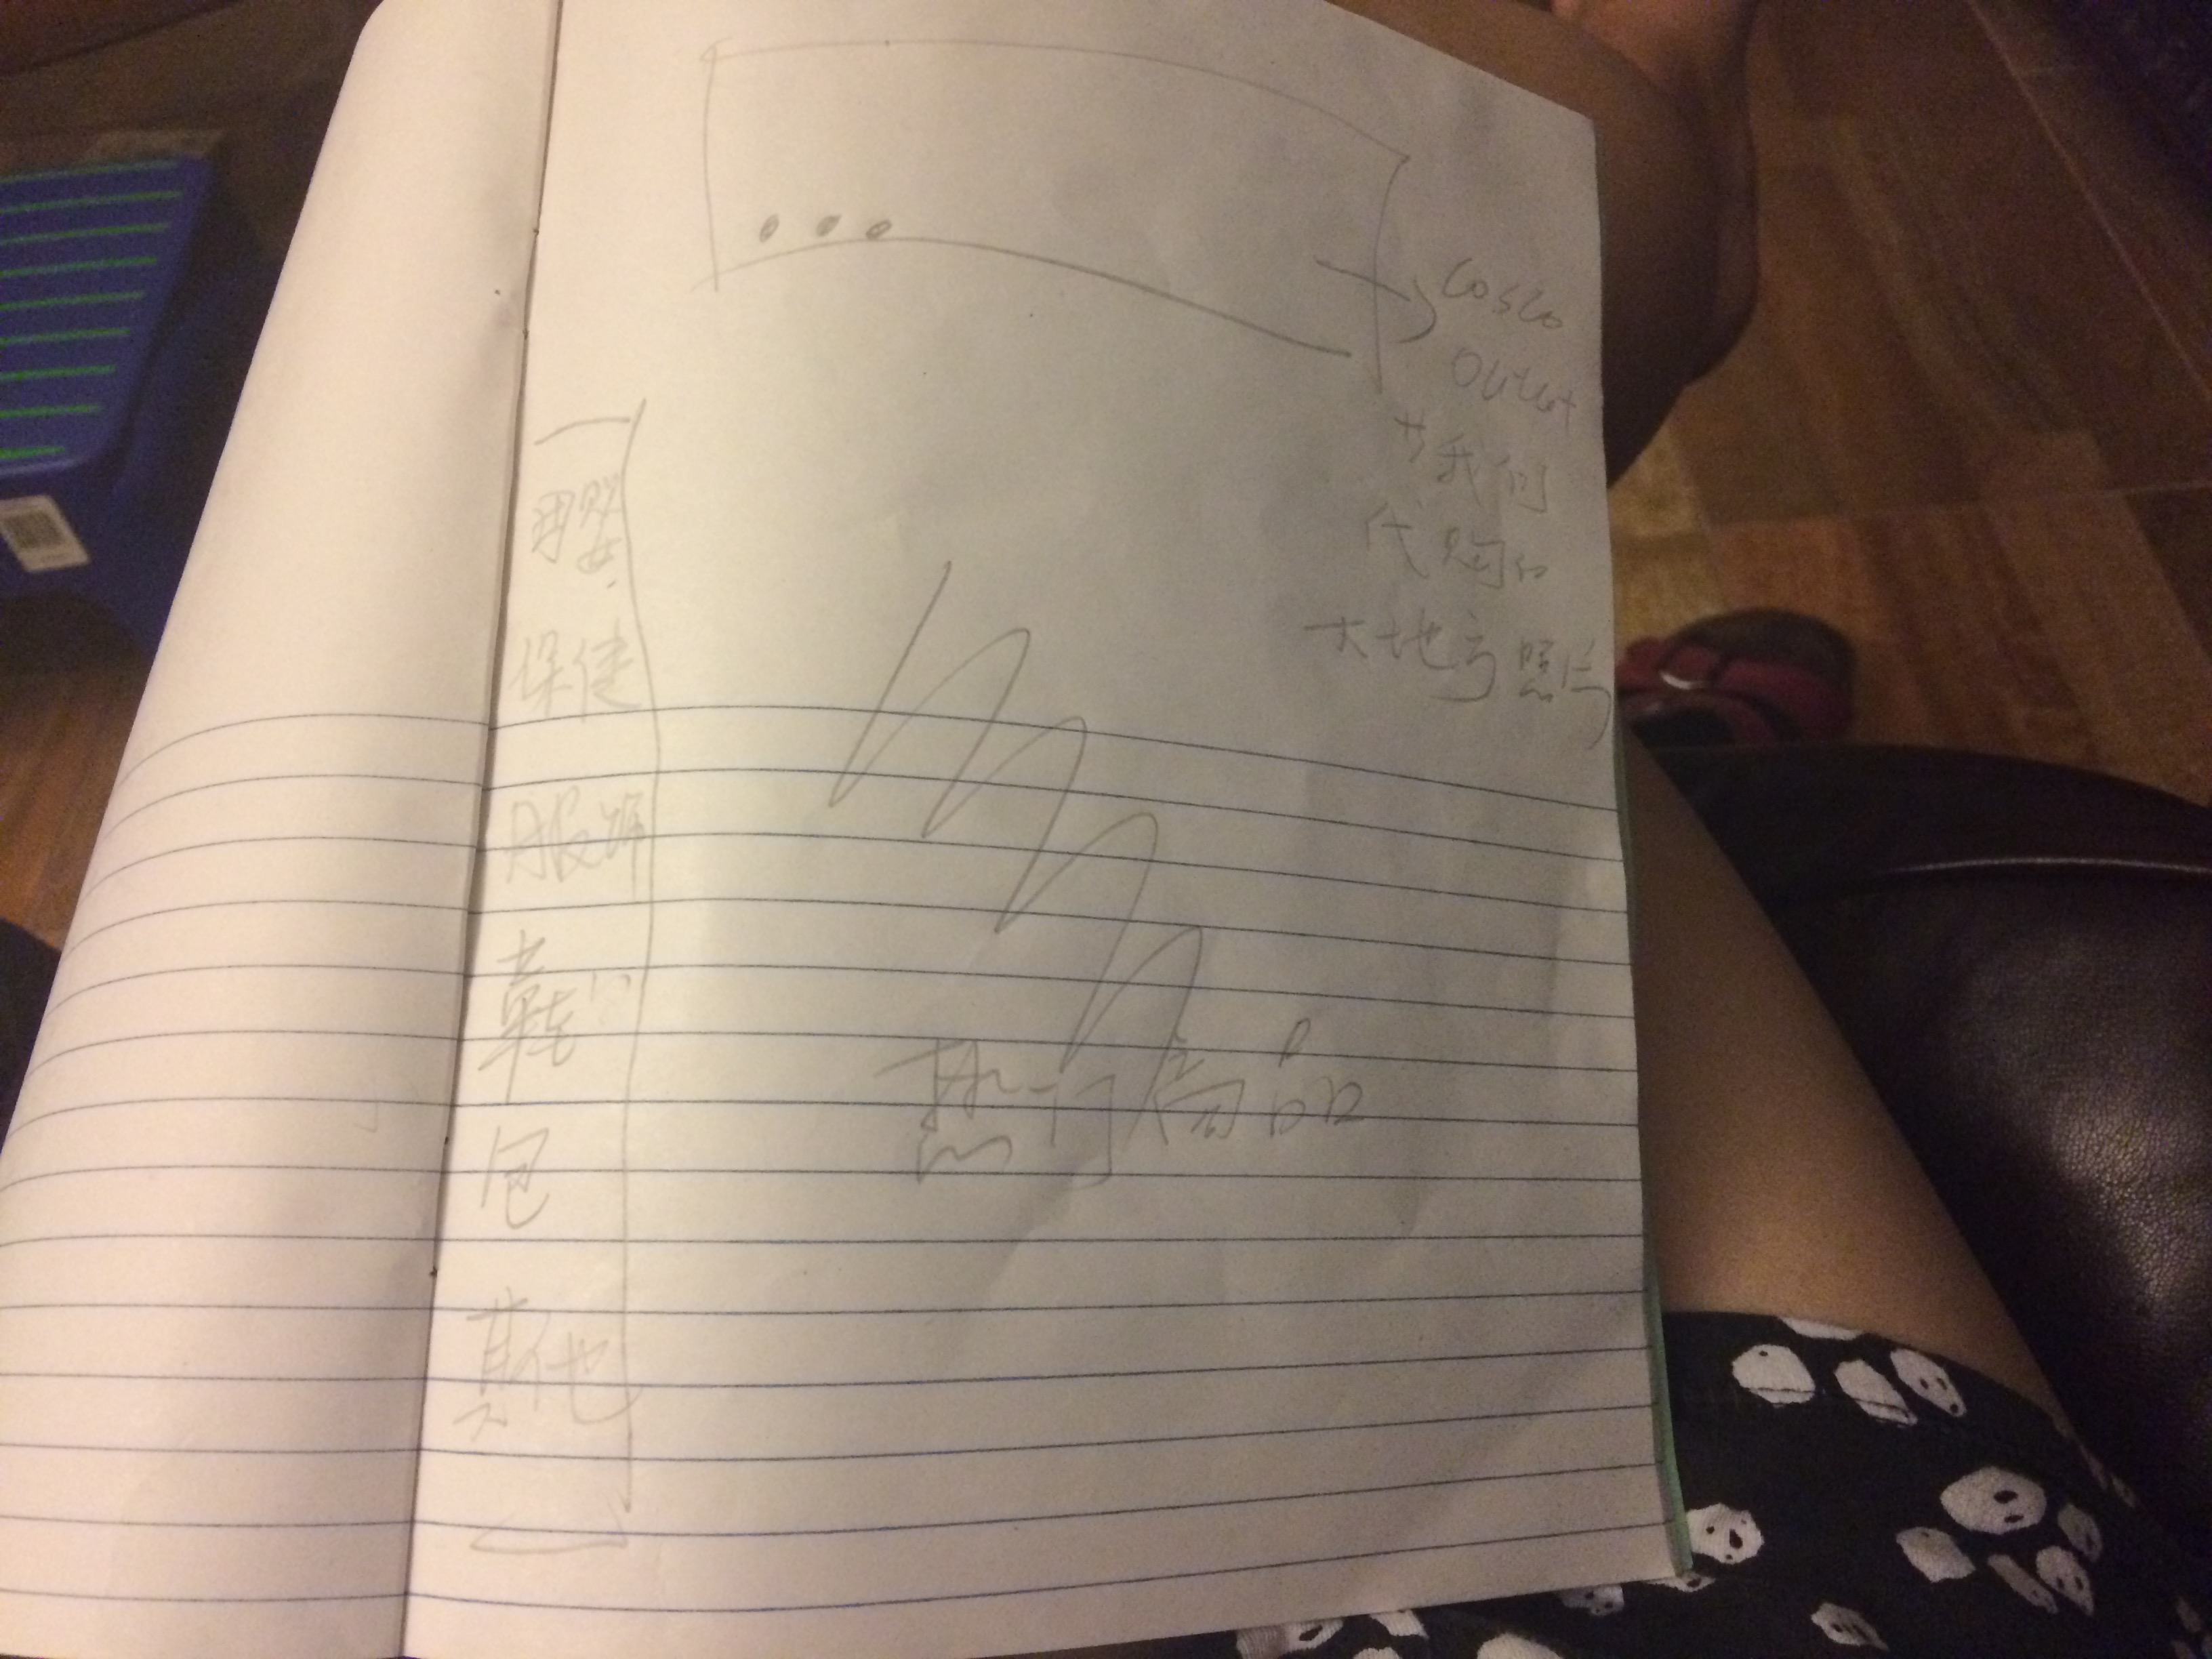 Costco
Outlet
我们
代购的
大地方照片
母婴
保健
服饰
鞋
包
其他
热门商品